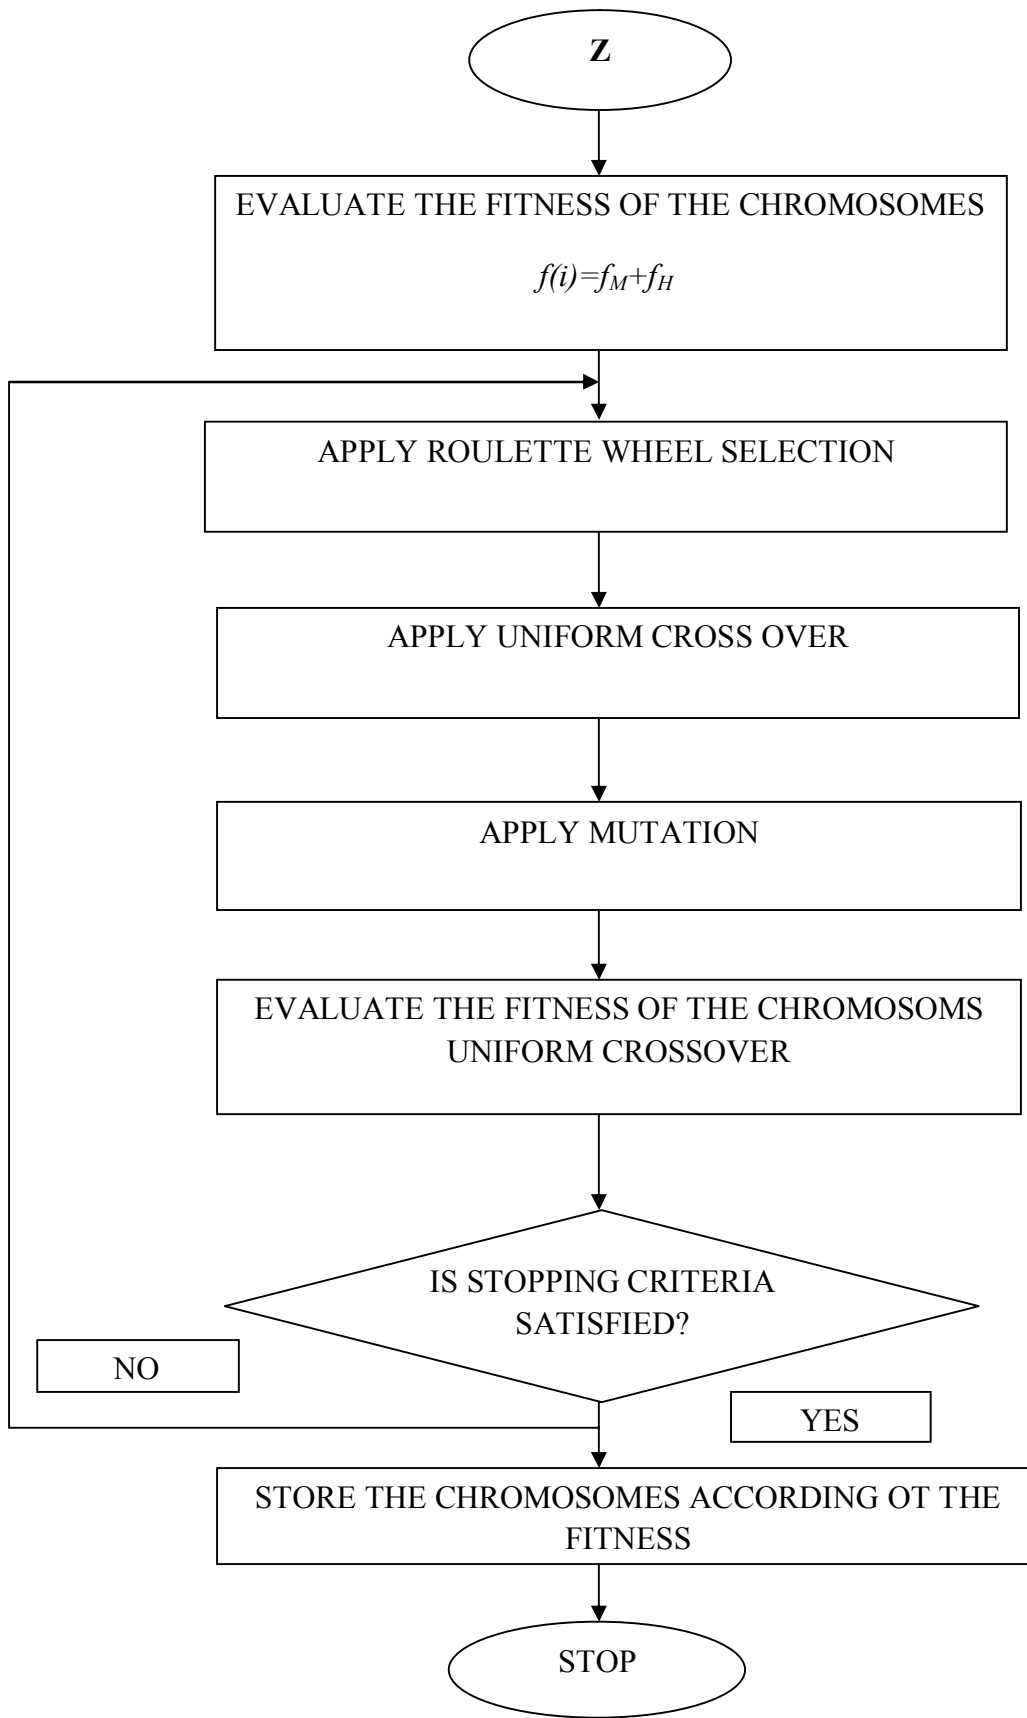 Z
EVALUATE THE FITNESS OF THE CHROMOSOMES
f(i)=fM+fH
APPLY ROULETTE WHEEL SELECTION
APPLY UNIFORM CROSS OVER
APPLY MUTATION
EVALUATE THE FITNESS OF THE CHROMOSOMS
UNIFORM CROSSOVER
IS STOPPING CRITERIA
SATISFIED?
NO
YES
STORE THE CHROMOSOMES ACCORDING OT THE
FITNESS
STOP